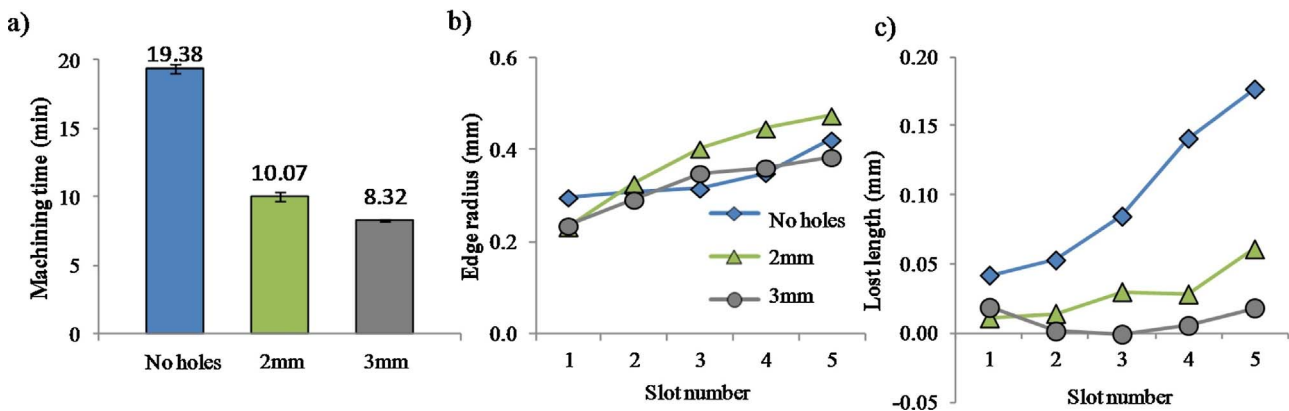 a)
Machining time (min)
20
15
10
5
0
19.38
10.07
8.32
No holes
2mm
3mm
b)
Edge radius (mm)
0.6
0.4
0.2
0.0
No holes
2mm
3mm
1 2 3 4 5
Slot number
c)
Lost length (mm)
0.20
0.15
0.10
0.05
0.00
-0.05
1 2 3 4 5
Slot number